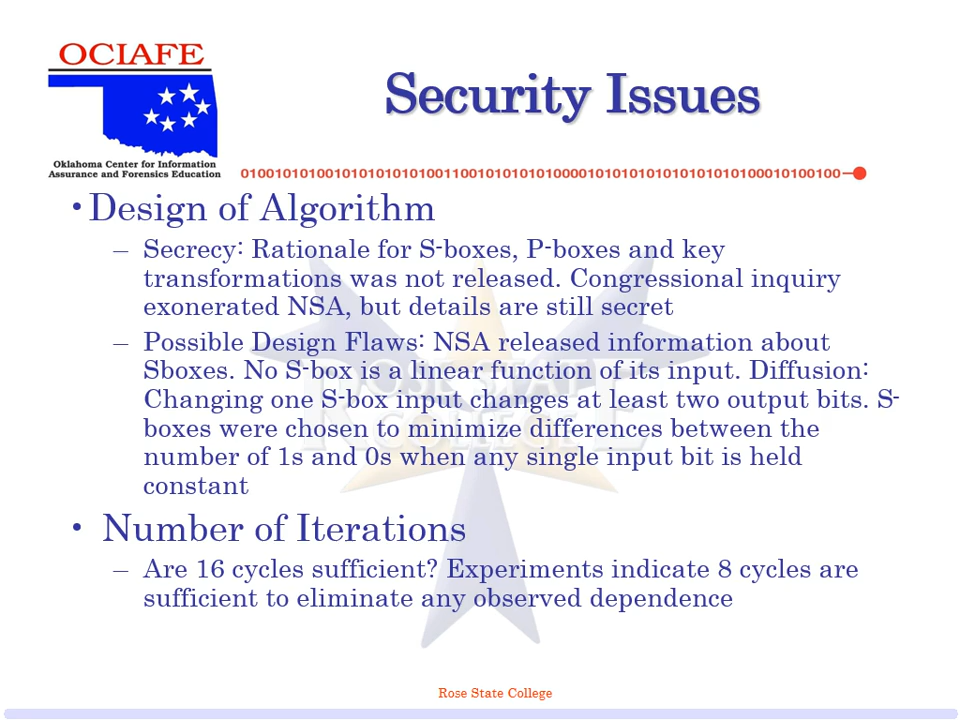 OCIAFE
Oklahoma Center for Information
Assurance and Forensics Education
Security Issues
• Design of Algorithm
– Secrecy: Rationale for S-boxes, P-boxes and key
transformations was not released. Congressional inquiry
exonerated NSA, but details are still secret
– Possible Design Flaws: NSA released information about
Sboxes. No S-box is a linear function of its input. Diffusion:
Changing one S-box input changes at least two output bits. S-
boxes were chosen to minimize differences between the
number of 1s and 0s when any single input bit is held
constant
• Number of Iterations
– Are 16 cycles sufficient? Experiments indicate 8 cycles are
sufficient to eliminate any observed dependence
ROSE STATE
COLLEGE
Rose State College